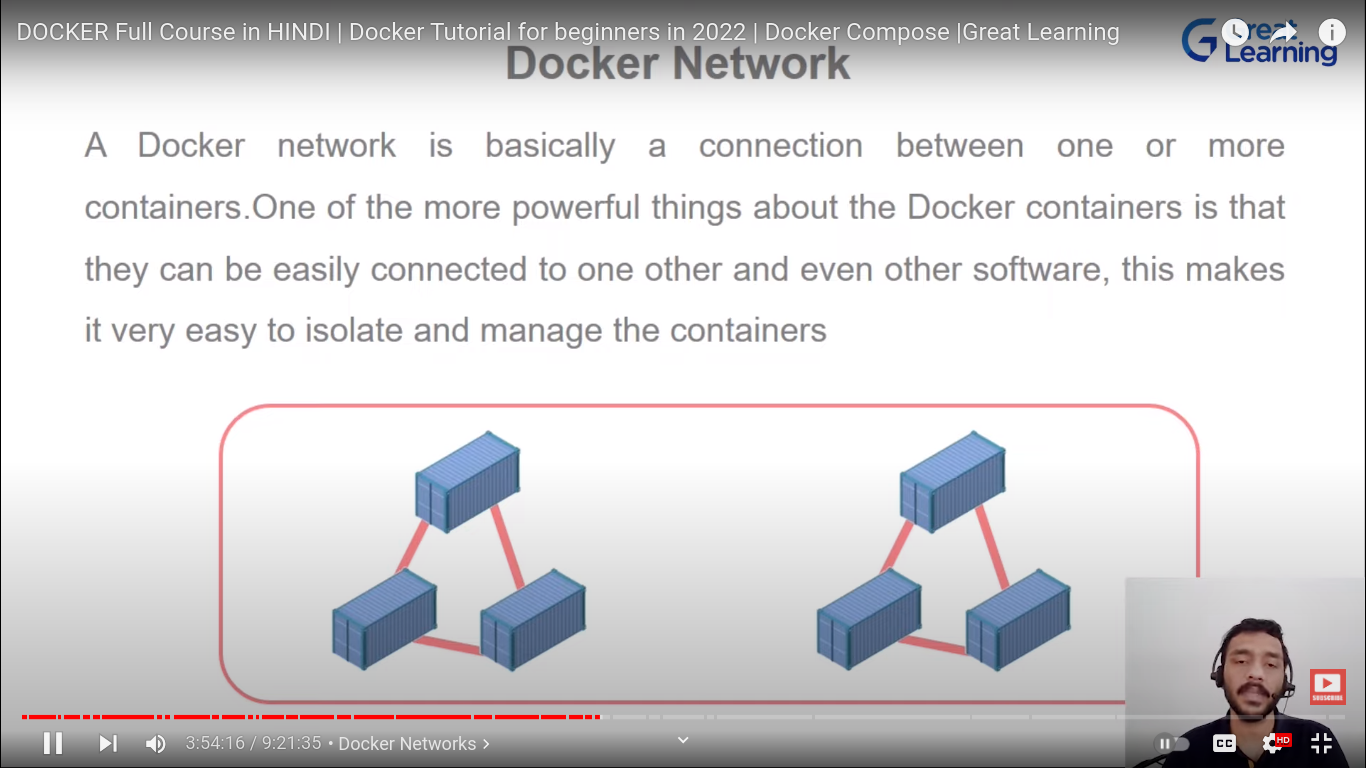 DOCKER Full Course in HINDI | Docker Tutorial for beginners in 2022 | Docker Compose |Great Learning
Great
Learning
Docker Network
A Docker network is basically a connection between one or more
containers.One of the more powerful things about the Docker containers is that
they can be easily connected to one other and even other software, this makes
it very easy to isolate and manage the containers
SUBSCRIBE
3:54:16 / 9:21:35 • Docker Networks >
CC
HD